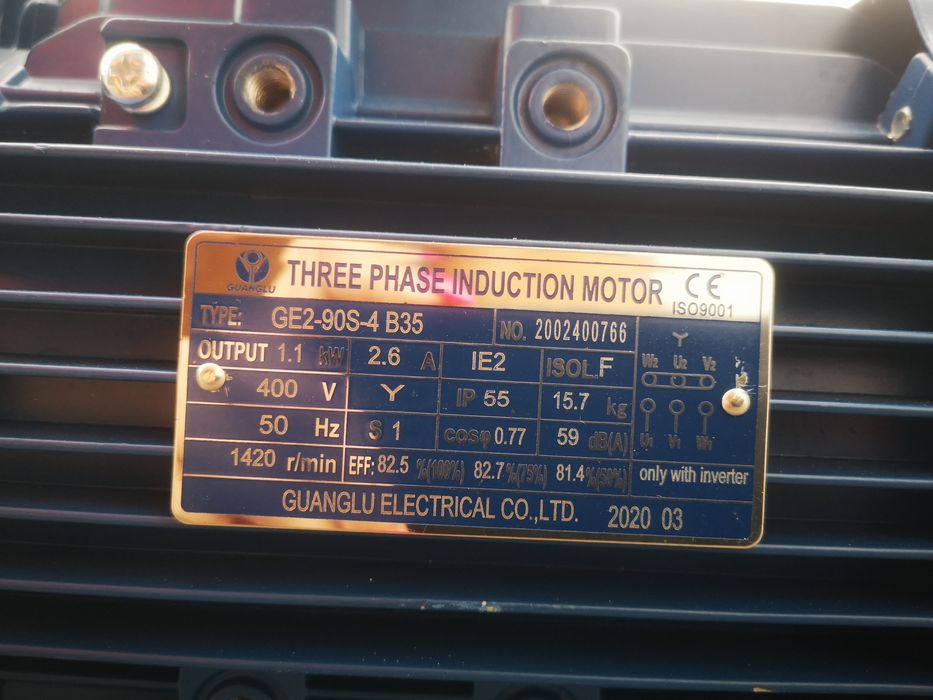 GUANGLU
THREE PHASE INDUCTION MOTOR
CE
ISO9001
TYPE: GE2-90S-4 B35
NO. 2002400766
OUTPUT 1.1 kW 2.6 A IE2 ISOL.F
400 V Y IP 55 15.7 kg
50 Hz S 1 cosφ 0.77 59 dB(A)
1420 r/min EFF: 82.5 %(100%) 82.7 %(75%) 81.4 %(50%)
Y
W2 U2 V2
U1 V1 W1
only with inverter
GUANGLU ELECTRICAL CO.,LTD. 2020 03